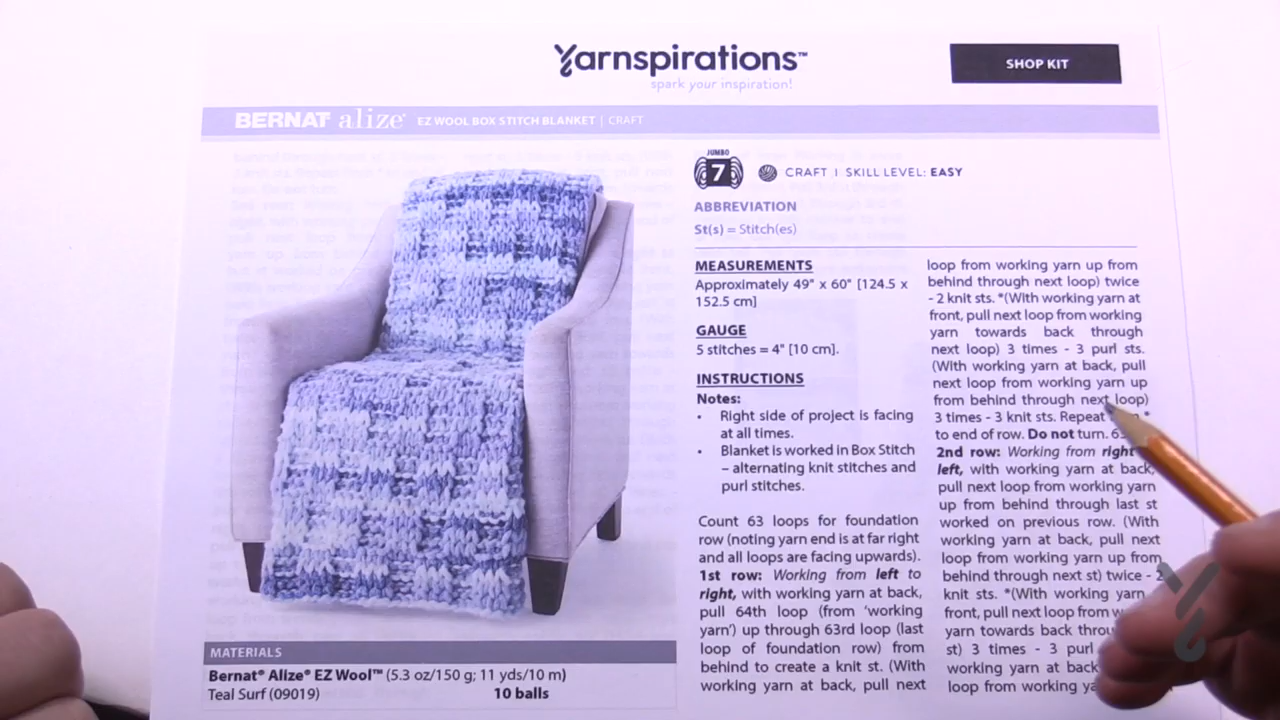 Yarnspirations™
spark your inspiration!
SHOP KIT
BERNAT alize® EZ WOOL BOX STITCH BLANKET | CRAFT
JUMBO
7
CRAFT | SKILL LEVEL: EASY
ABBREVIATION
St(s) = Stitch(es)
MEASUREMENTS
Approximately 49" x 60" [124.5 x
152.5 cm]
GAUGE
5 stitches = 4" [10 cm].
INSTRUCTIONS
Notes:
• Right side of project is facing
at all times.
• Blanket is worked in Box Stitch
– alternating knit stitches and
purl stitches.
Count 63 loops for foundation
row (noting yarn end is at far right
and all loops are facing upwards).
1st row: Working from left to
right, with working yarn at back,
pull 64th loop (from ‘working
yarn’) up through 63rd loop (last
loop of foundation row) from
behind to create a knit st. (With
working yarn at back, pull next
loop from working yarn up from
behind through next loop) twice
- 2 knit sts. *(With working yarn at
front, pull next loop from working
yarn towards back through
next loop) 3 times - 3 purl sts.
(With working yarn at back, pull
next loop from working yarn up
from behind through next loop)
3 times - 3 knit sts. Repeat *
to end of row. Do not turn.
2nd row: Working from right
left, with working yarn at back,
pull next loop from working yarn
up from behind through last st
worked on previous row. (With
working yarn at back, pull next
loop from working yarn up from
behind through next st) twice - 2
knit sts. *(With working yarn
front, pull next loop from
yarn towards back
st) 3 times - 3 purl
working yarn at back
loop from working
MATERIALS
Bernat® Alize® EZ Wool™ (5.3 oz/150 g; 11 yds/10 m)
Teal Surf (09019) 10 balls